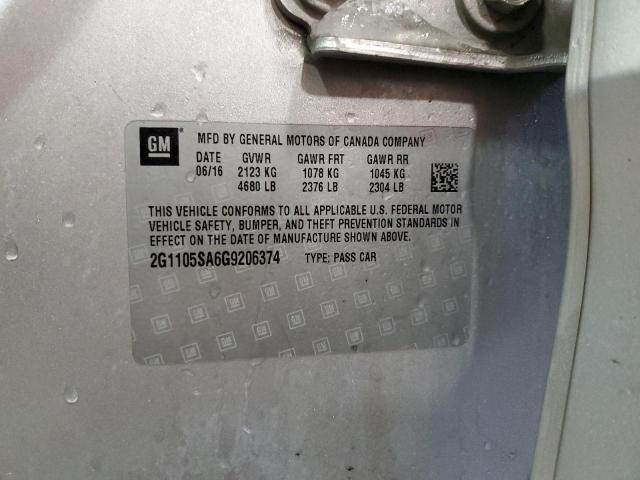 GM MFD BY GENERAL MOTORS OF CANADA COMPANY
DATE GVWR GAWR FRT GAWR RR
06/16 2123 KG 1078 KG 1045 KG
4680 LB 2376 LB 2304 LB
THIS VEHICLE CONFORMS TO ALL APPLICABLE U.S. FEDERAL MOTOR
VEHICLE SAFETY, BUMPER, AND THEFT PREVENTION STANDARDS IN
EFFECT ON THE DATE OF MANUFACTURE SHOWN ABOVE.
2G1105SA6G9206374 TYPE: PASS CAR